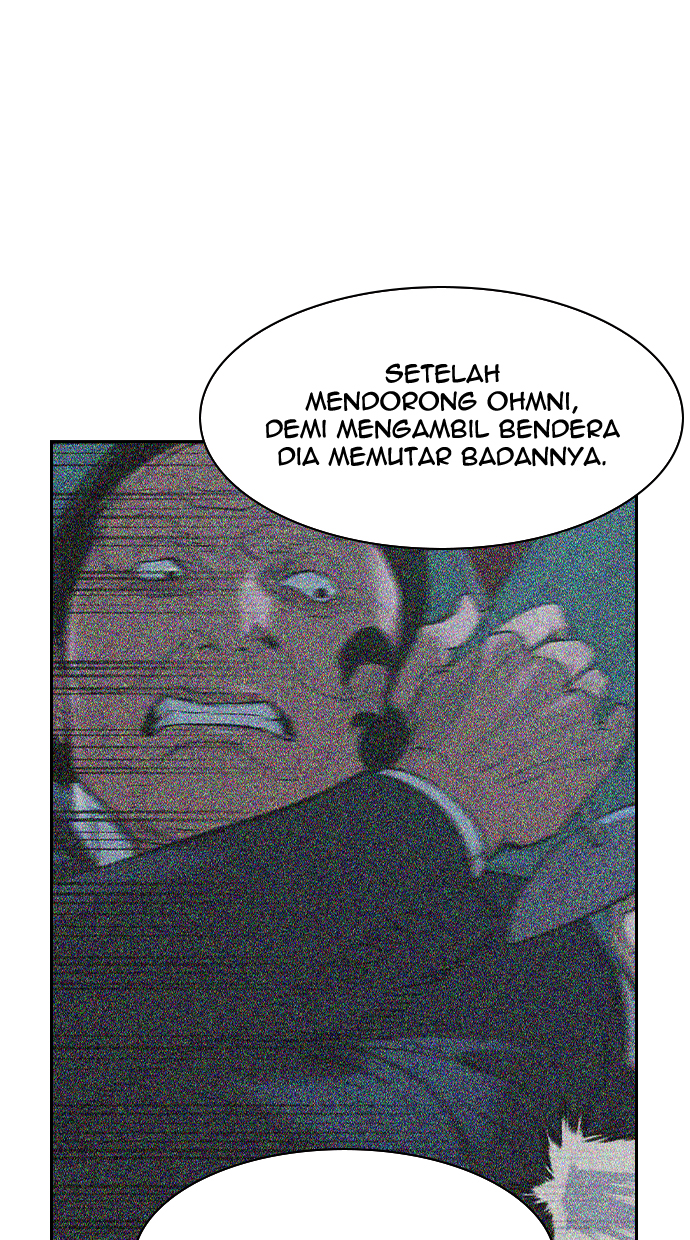 SETELAH
MENDORONG OHMNI,
DEMI MENGAMBIL BENDERA
DIA MEMUTAR BADANNYA.